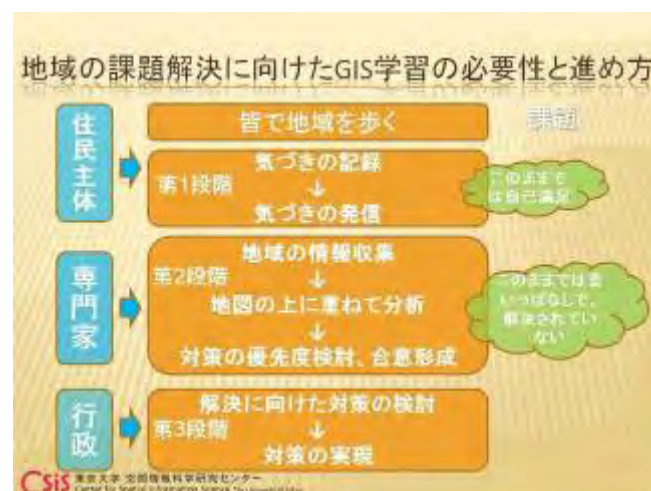 地域の課題解決に向けたGIS学習の必要性と進め方
住民主体
皆で地域を歩く
課題
第1段階
気づきの記録
↓
気づきの発信
このままで
は自己満足
専門家
第2段階
地域の情報収集
↓
地図の上に重ねて分析
↓
対策の優先度検討、合意形成
このままでは言
いっぱなしで、
解決されてい
ない
行政
第3段階
解決に向けた対策の検討
↓
対策の実現
Csis 東京大学 空間情報科学研究センター
Center for Spatial Information Science